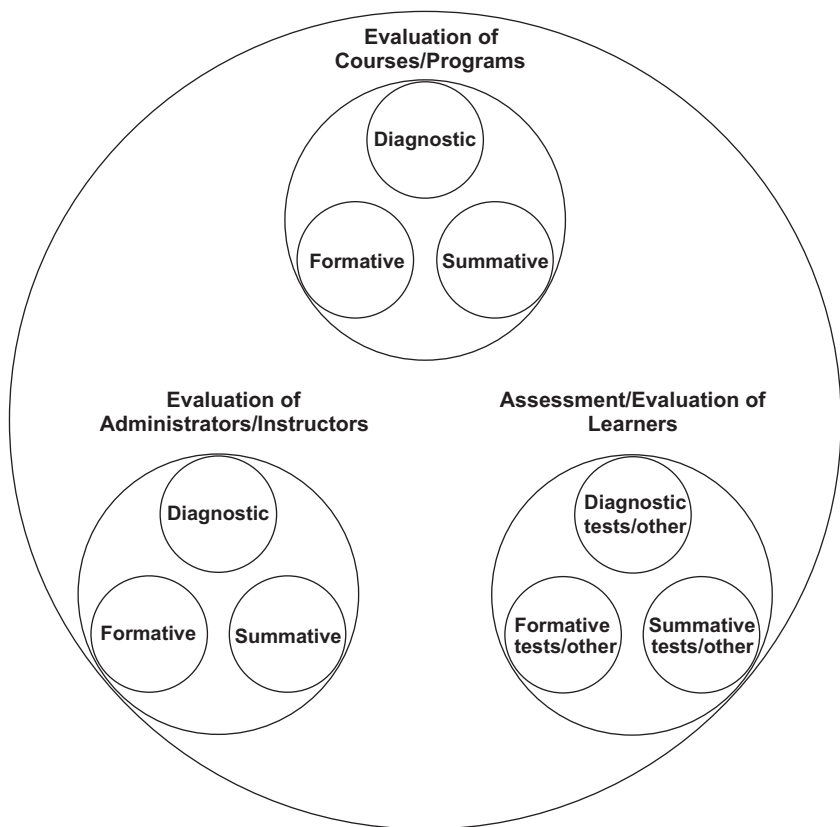 Evaluation of
Courses/Programs
Diagnostic
Formative
Summative
Evaluation of
Administrators/Instructors
Diagnostic
Formative
Summative
Assessment/Evaluation of
Learners
Diagnostic
tests/other
Formative
tests/other
Summative
tests/other